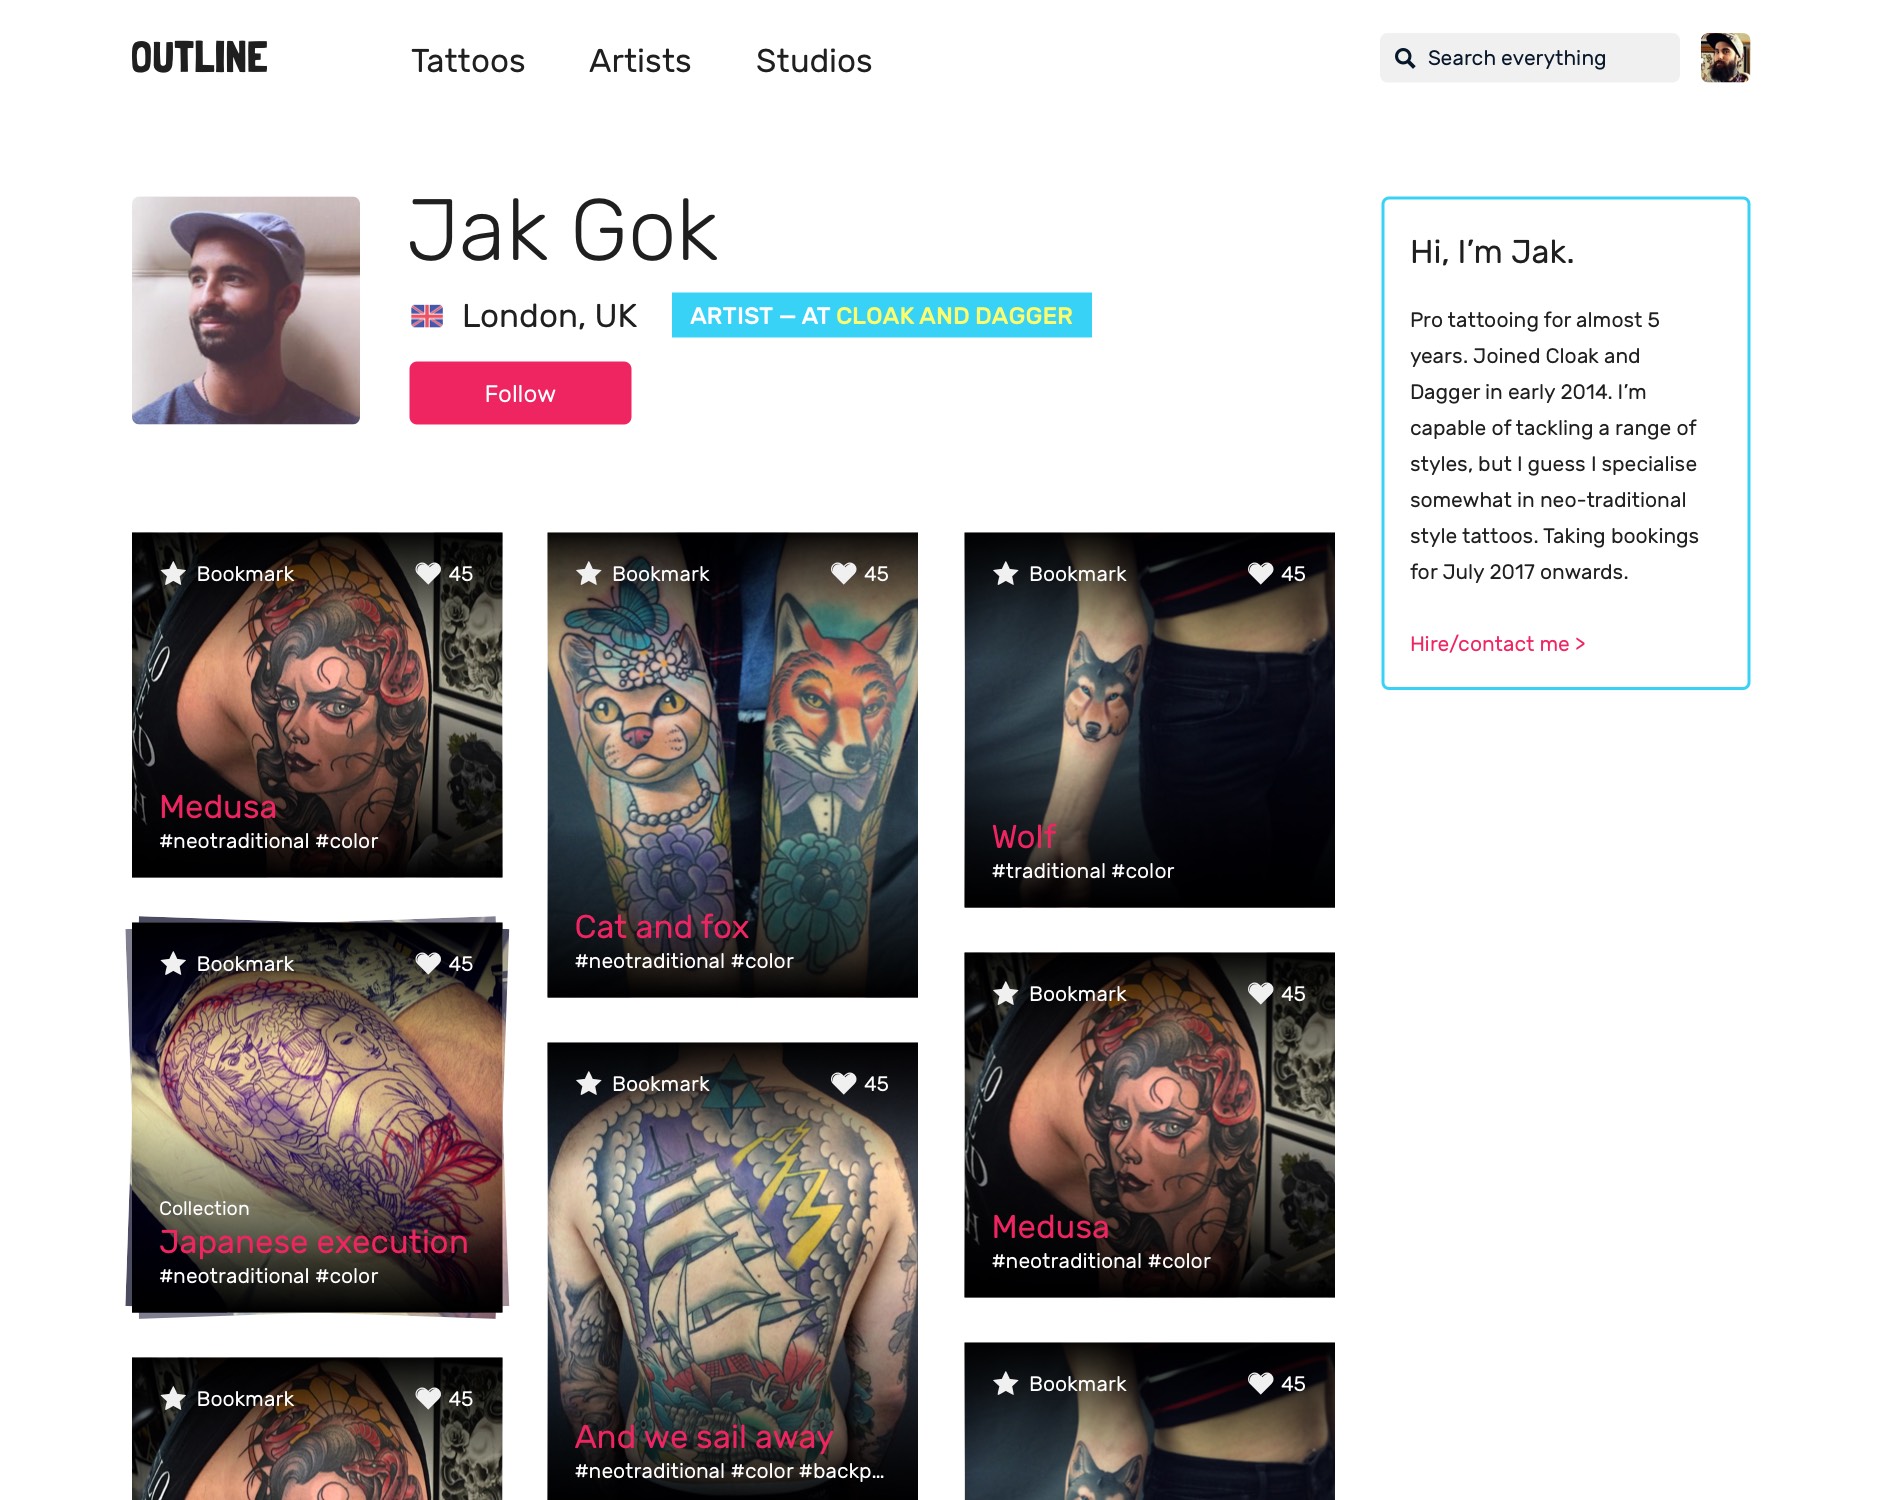 OUTLINE
Tattoos
Artists
Studios
Search everything
Jak Gok
London, UK
ARTIST — AT CLOAK AND DAGGER
Follow
Hi, I’m Jak.
Pro tattooing for almost 5
years. Joined Cloak and
Dagger in early 2014. I’m
capable of tackling a range of
styles, but I guess I specialise
somewhat in neo-traditional
style tattoos. Taking bookings
for July 2017 onwards.
Hire/contact me >
Bookmark
45
Medusa
#neotraditional #color
Bookmark
45
Cat and fox
#neotraditional #color
Bookmark
45
Wolf
#traditional #color
Bookmark
45
Collection
Japanese execution
#neotraditional #color
Bookmark
45
And we sail away
#neotraditional #color #backp...
Bookmark
45
Medusa
#neotraditional #color
Bookmark
45
Bookmark
45